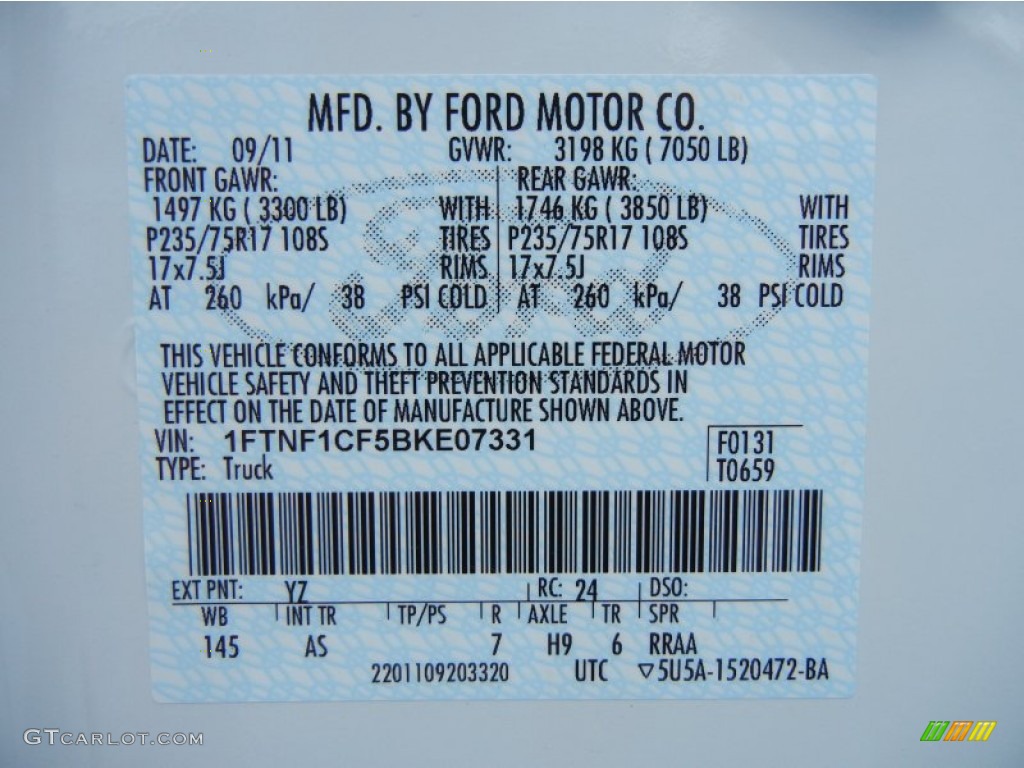 MFD. BY FORD MOTOR CO.
DATE: 09/11 GVWR: 3198 KG ( 7050 LB)
FRONT GAWR: REAR GAWR:
1497 KG ( 3300 LB) WITH 1746 KG ( 3850 LB) WITH
P235/75R17 108S TIRES P235/75R17 108S TIRES
17x7.5J RIMS 17x7.5J RIMS
AT 260 kPa/ 38 PSI COLD AT 260 kPa/ 38 PSI COLD
Ford
THIS VEHICLE CONFORMS TO ALL APPLICABLE FEDERAL MOTOR
VEHICLE SAFETY AND THEFT PREVENTION STANDARDS IN
EFFECT ON THE DATE OF MANUFACTURE SHOWN ABOVE.
VIN: 1FTNF1CF5BKE07331 F0131
TYPE: Truck T0659
EXT PNT: YZ RC: 24 DSO:
WB INT TR TP/PS R AXLE TR SPR
145 AS 7 H9 6 RRAA
2201109203320 UTC ▽5U5A-1520472-BA
GTCARLOT.COM